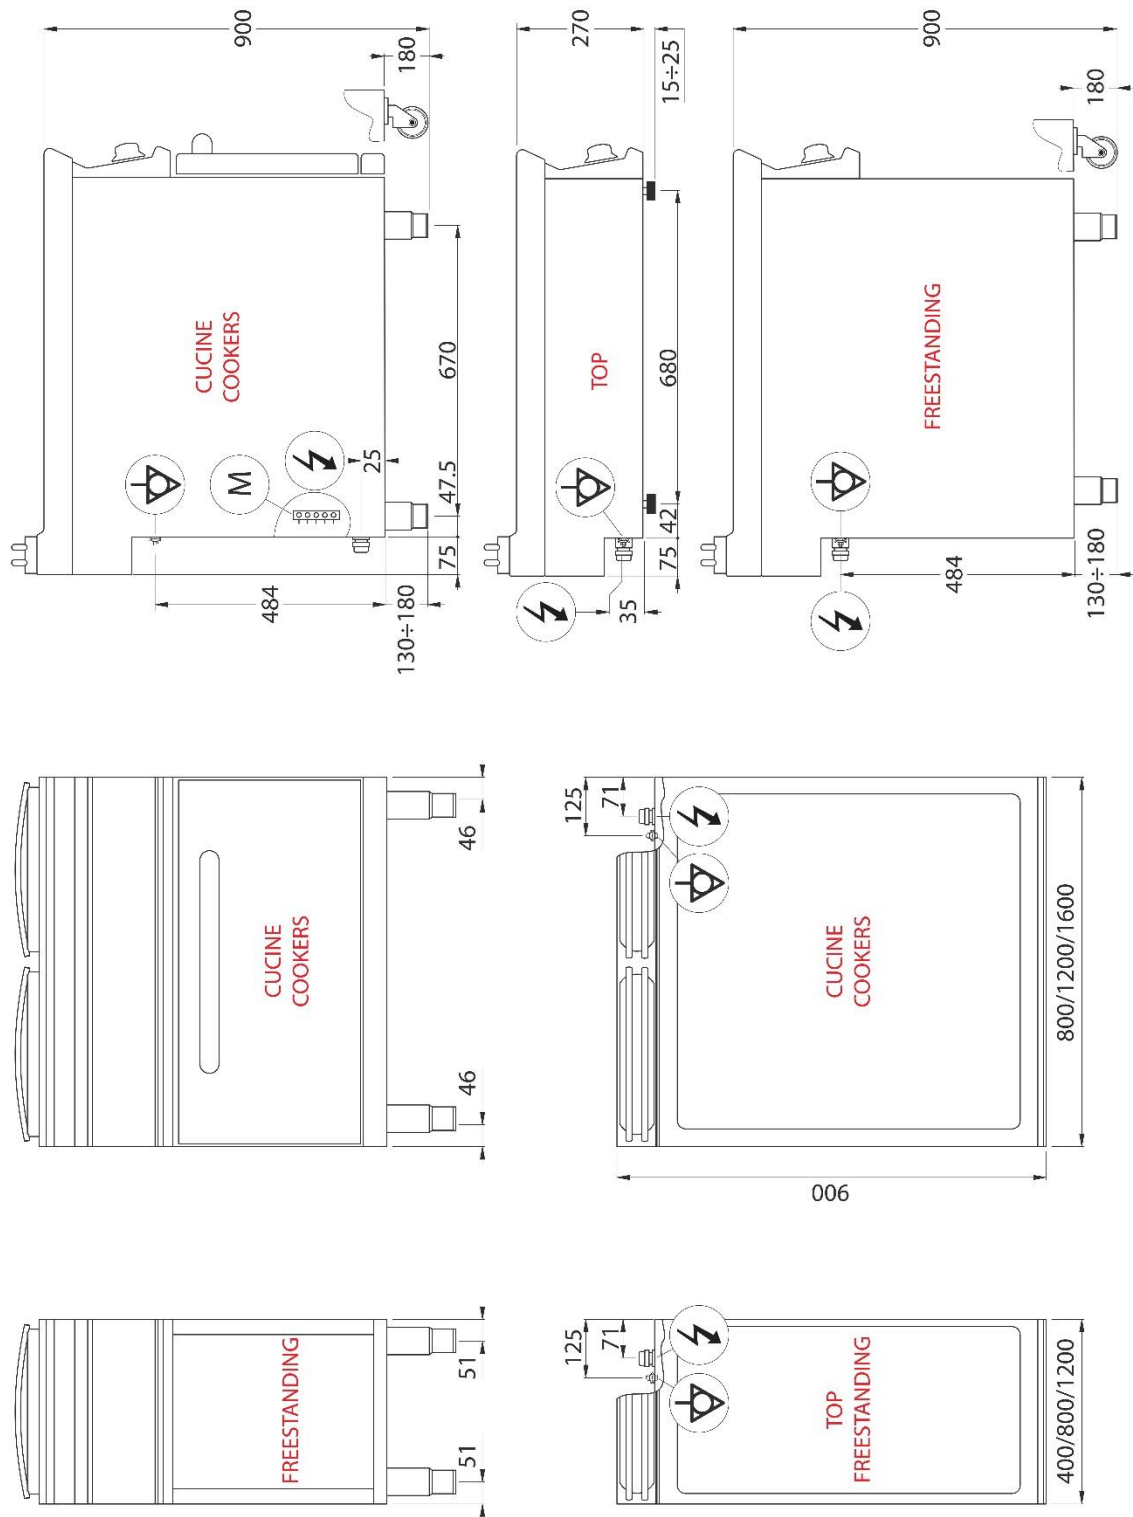 900
180
CUCINE
COOKERS
M
25
670
47.5
75
484
130÷180
270
15÷25
TOP
680
42
75
35
900
180
FREESTANDING
484
130÷180
46
46
CUCINE
COOKERS
125
71
CUCINE
COOKERS
800/1200/1600
900
51
51
FREESTANDING
125
71
TOP
FREESTANDING
400/800/1200